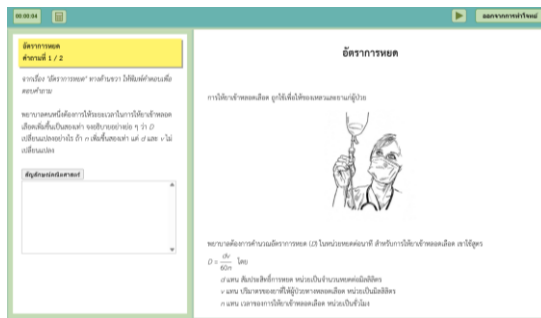 00:00:04
ออกจากการทำโจทย์
อัตราการหยด
คำถามที่ 1 / 2
จากเรื่อง "อัตราการหยด" ทางด้านขวา ให้พิมพ์คำตอบเพื่อ
ตอบคำถาม
พยาบาลคนหนึ่งต้องการให้ระยะเวลาในการให้ยาเข้าหลอด
เลือดเพิ่มขึ้นเป็นสองเท่า จงอธิบายอย่างย่อ ๆ ว่า D
เปลี่ยนแปลงอย่างไร ถ้า n เพิ่มขึ้นสองเท่า แต่ d และ v ไม่
เปลี่ยนแปลง
สัญลักษณ์คณิตศาสตร์
อัตราการหยด
การให้ยาเข้าหลอดเลือด ถูกใช้เพื่อให้ของเหลวและยาแก่ผู้ป่วย
พยาบาลต้องการคำนวณอัตราการหยด (D) ในหน่วยหยดต่อนาที สำหรับการให้ยาเข้าหลอดเลือด เขาใช้สูตร
D = dv/60n โดย
d แทน สัมประสิทธิ์การหยด หน่วยเป็นจำนวนหยดต่อมิลลิลิตร
v แทน ปริมาตรของยาที่ให้ผู้ป่วยทางหลอดเลือด หน่วยเป็นมิลลิลิตร
n แทน เวลาของการให้ยาเข้าหลอดเลือด หน่วยเป็นชั่วโมง